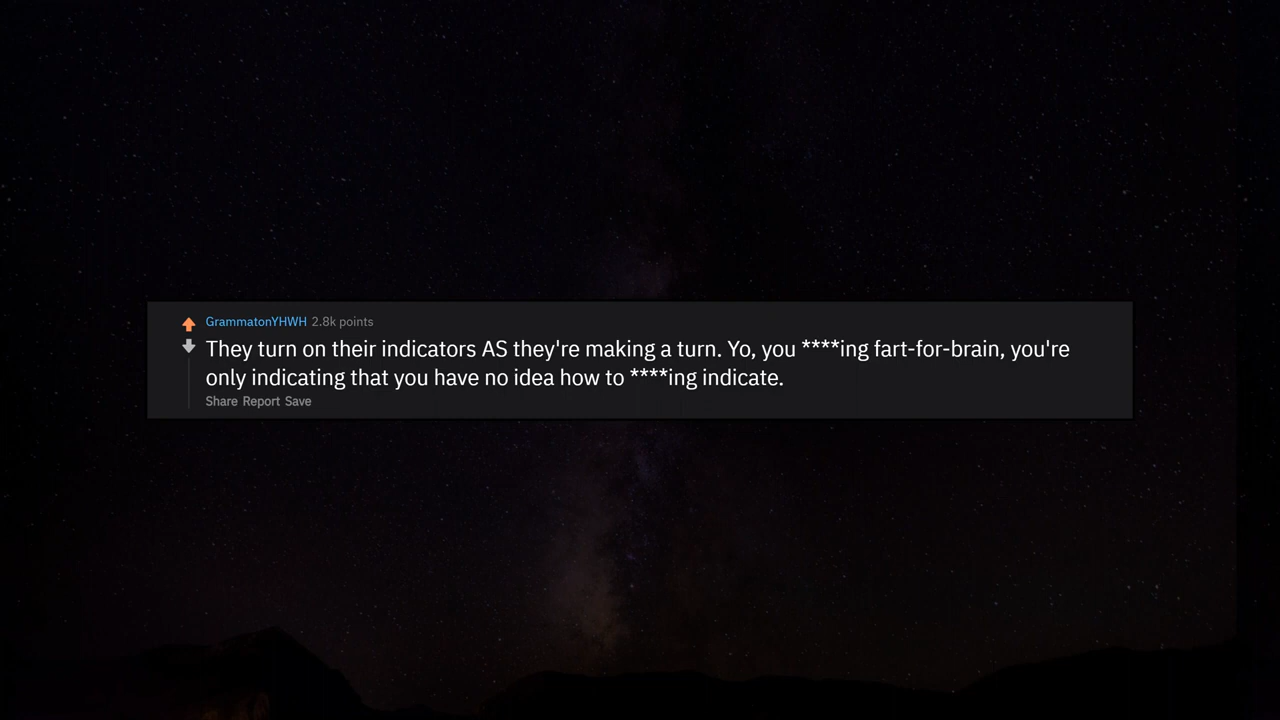 GrammatonYHWH 2.8k points
They turn on their indicators AS they're making a turn. Yo, you ****ing fart-for-brain, you're
only indicating that you have no idea how to ****ing indicate.
Share Report Save